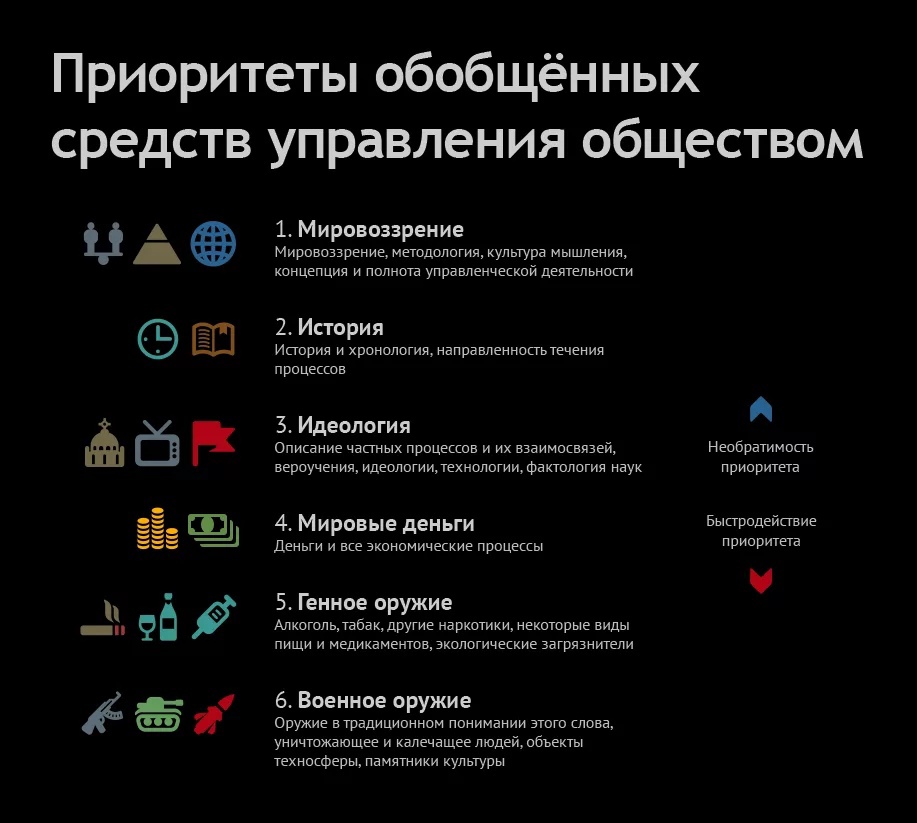 Приоритеты обобщённых
средств управления обществом
1. Мировоззрение
Мировоззрение, методология, культура мышления,
концепция и полнота управленческой деятельности
2. История
История и хронология, направленность течения
процессов
3. Идеология
Описание частных процессов и их взаимосвязей,
вероучения, идеологии, технологии, фактология наук
Необратимость
приоритета
4. Мировые деньги
Деньги и все экономические процессы
Быстродействие
приоритета
5. Генное оружие
Алкоголь, табак, другие наркотики, некоторые виды
пищи и медикаментов, экологические загрязнители
6. Военное оружие
Оружие в традиционном понимании этого слова,
уничтожающее и калечащее людей, объекты
техносферы, памятники культуры